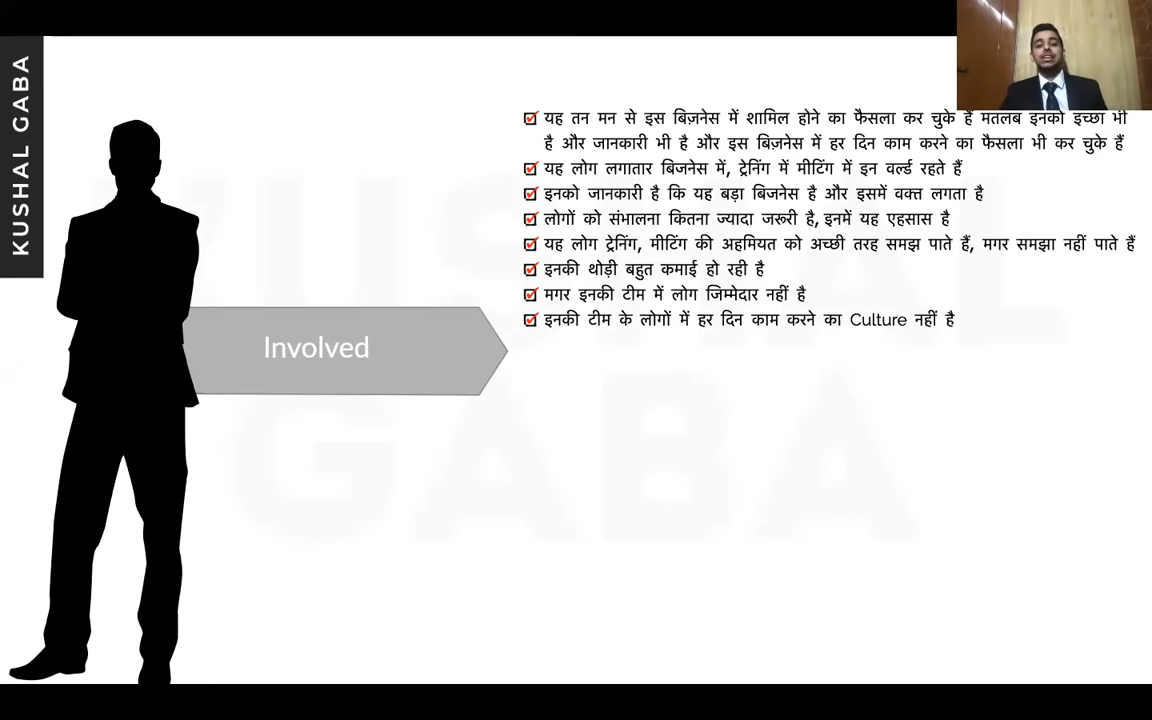 KUSHAL GABA
यह तन मन से इस बिज़नेस में शामिल होने का फैसला कर चुके हैं मतलब इनको इच्छा भी
है और जानकारी भी है और इस बिज़नेस में हर दिन काम करने का फैसला भी कर चुके हैं
यह लोग लगातार बिजनेस में, ट्रेनिंग में मीटिंग में इन वर्ल्ड रहते हैं
इनको जानकारी है कि यह बड़ा बिजनेस है और इसमें वक्त लगता है
लोगों को संभालना कितना ज्यादा जरूरी है, इनमें यह एहसास है
यह लोग ट्रेनिंग, मीटिंग की अहमियत को अच्छी तरह समझ पाते हैं, मगर समझा नहीं पाते हैं
इनकी थोड़ी बहुत कमाई हो रही है
मगर इनकी टीम में लोग जिम्मेदार नहीं है
इनकी टीम के लोगों में हर दिन काम करने का Culture नहीं है
Involved
KUSHAL
GABA